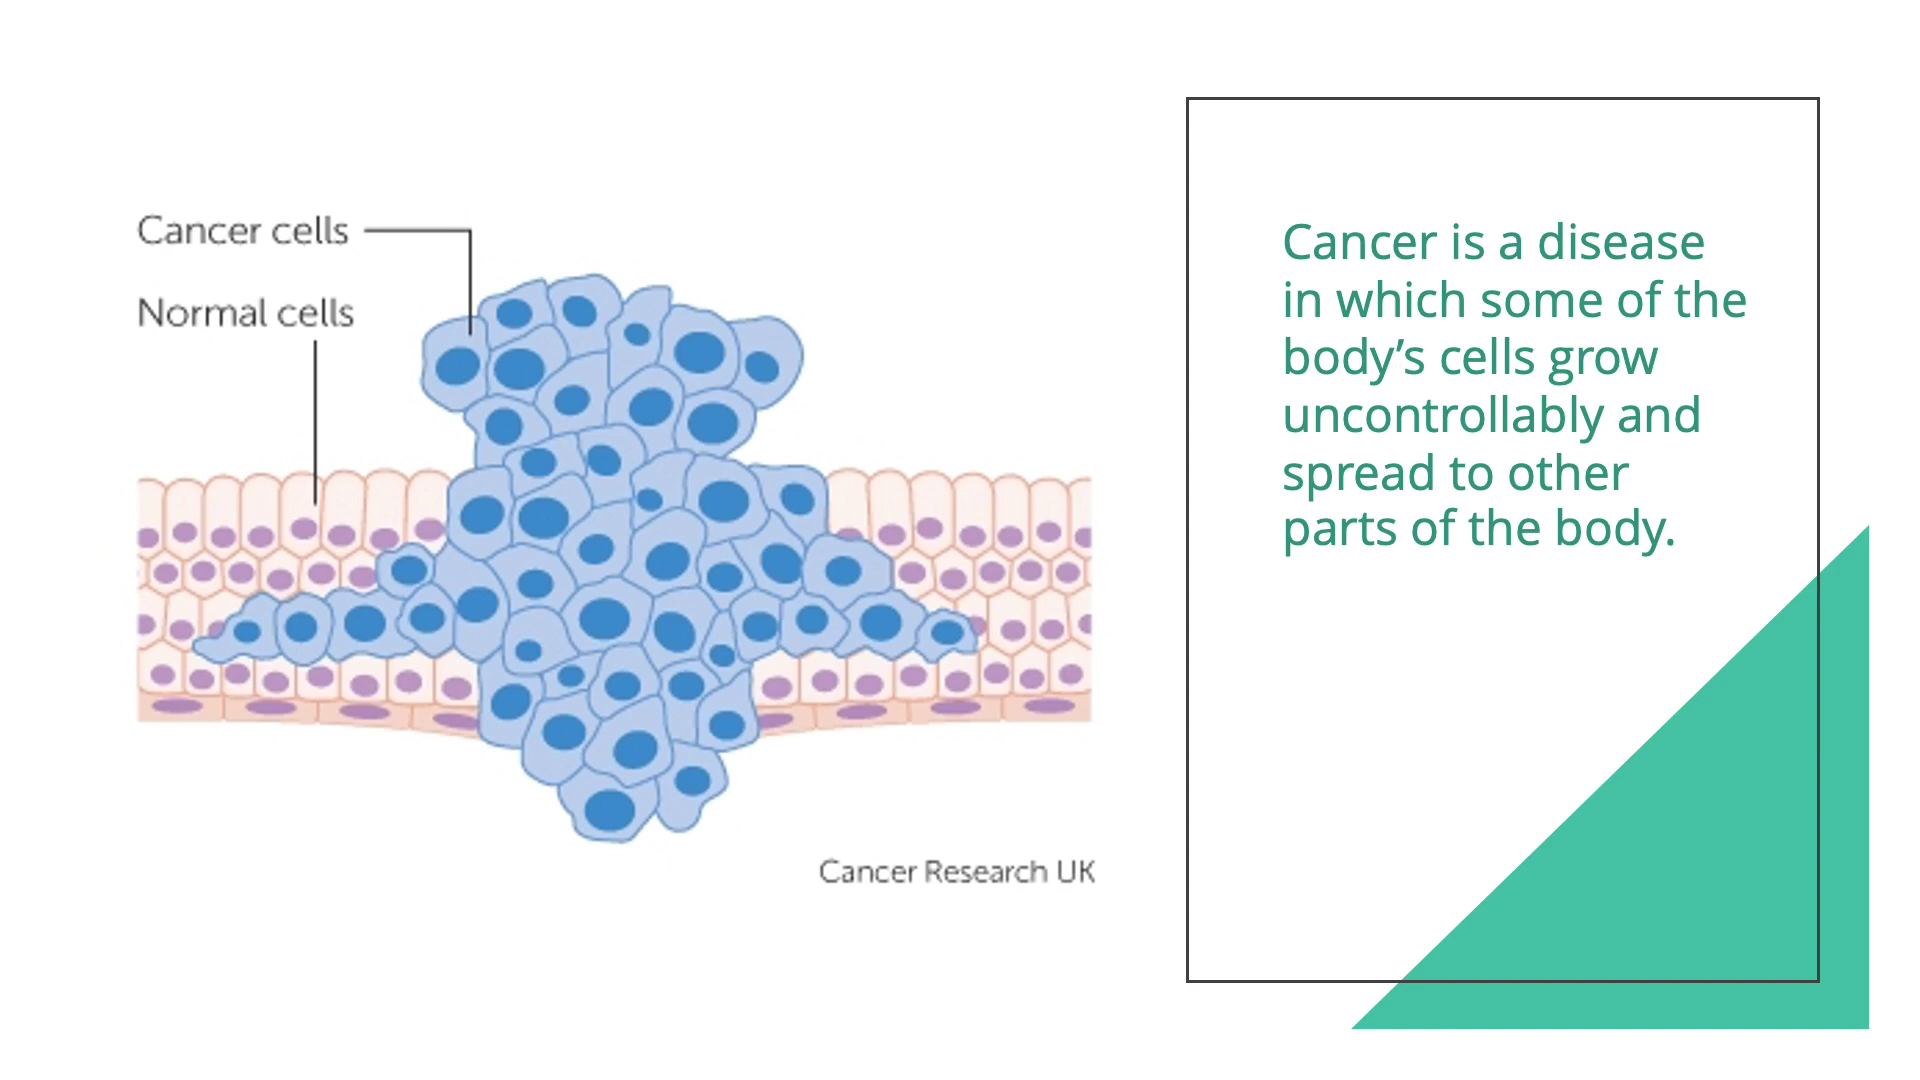 Cancer cells
Normal cells
Cancer Research UK
Cancer is a disease
in which some of the
body’s cells grow
uncontrollably and
spread to other
parts of the body.